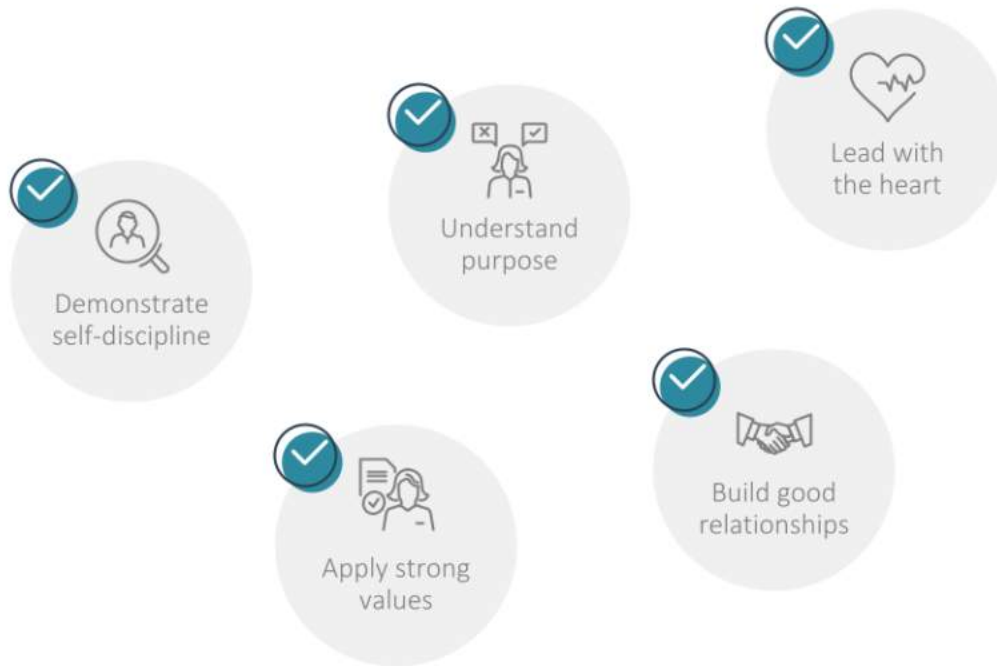 Demonstrate
self-discipline
Apply strong
values
Understand
purpose
Build good
relationships
Lead with
the heart